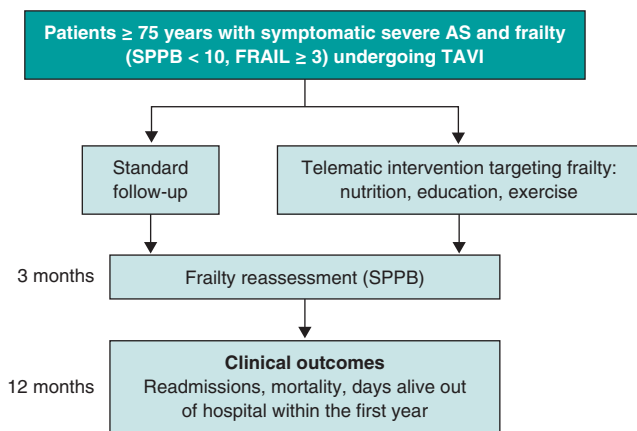 Patients ≥ 75 years with symptomatic severe AS and frailty
(SPPB < 10, FRAIL ≥ 3) undergoing TAVI
Standard
follow-up
Telematic intervention targeting frailty:
nutrition, education, exercise
3 months
Frailty reassessment (SPPB)
12 months
Clinical outcomes
Readmissions, mortality, days alive out
of hospital within the first year